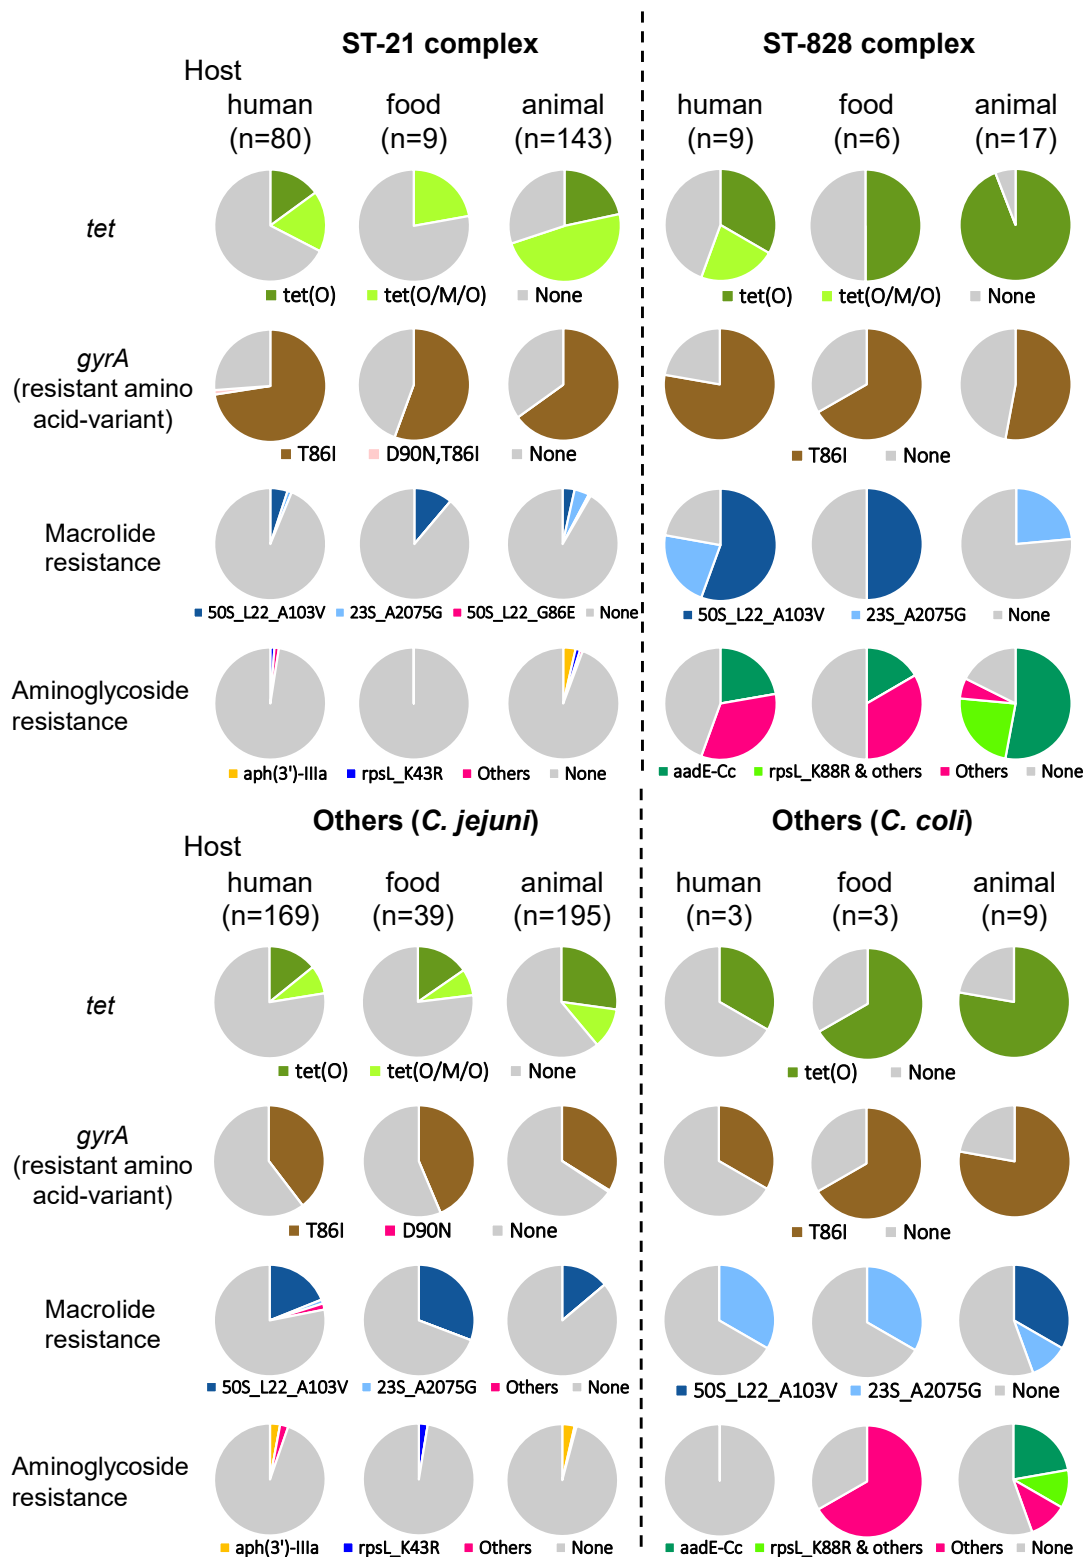 ST-21 complex
ST-828 complex
Host
human
(n=80)
food
(n=9)
animal
(n=143)
human
(n=9)
food
(n=6)
animal
(n=17)
tet
tet(O) tet(O/M/O) None
tet(O) tet(O/M/O) None
gyrA
(resistant amino
acid-variant)
T86I D90N,T86I None
T86I None
Macrolide
resistance
50S_L22_A103V 23S_A2075G 50S_L22_G86E None
50S_L22_A103V 23S_A2075G None
Aminoglycoside
resistance
aph(3')-IIIa rpsL_K43R Others None
aadE-Cc rpsL_K88R & others Others None
Others (C. jejuni)
Others (C. coli)
Host
human
(n=169)
food
(n=39)
animal
(n=195)
human
(n=3)
food
(n=3)
animal
(n=9)
tet
tet(O) tet(O/M/O) None
tet(O) None
gyrA
(resistant amino
acid-variant)
T86I D90N None
T86I None
Macrolide
resistance
50S_L22_A103V 23S_A2075G Others None
50S_L22_A103V 23S_A2075G None
Aminoglycoside
resistance
aph(3')-IIIa rpsL_K43R Others None
aadE-Cc rpsL_K88R & others Others None